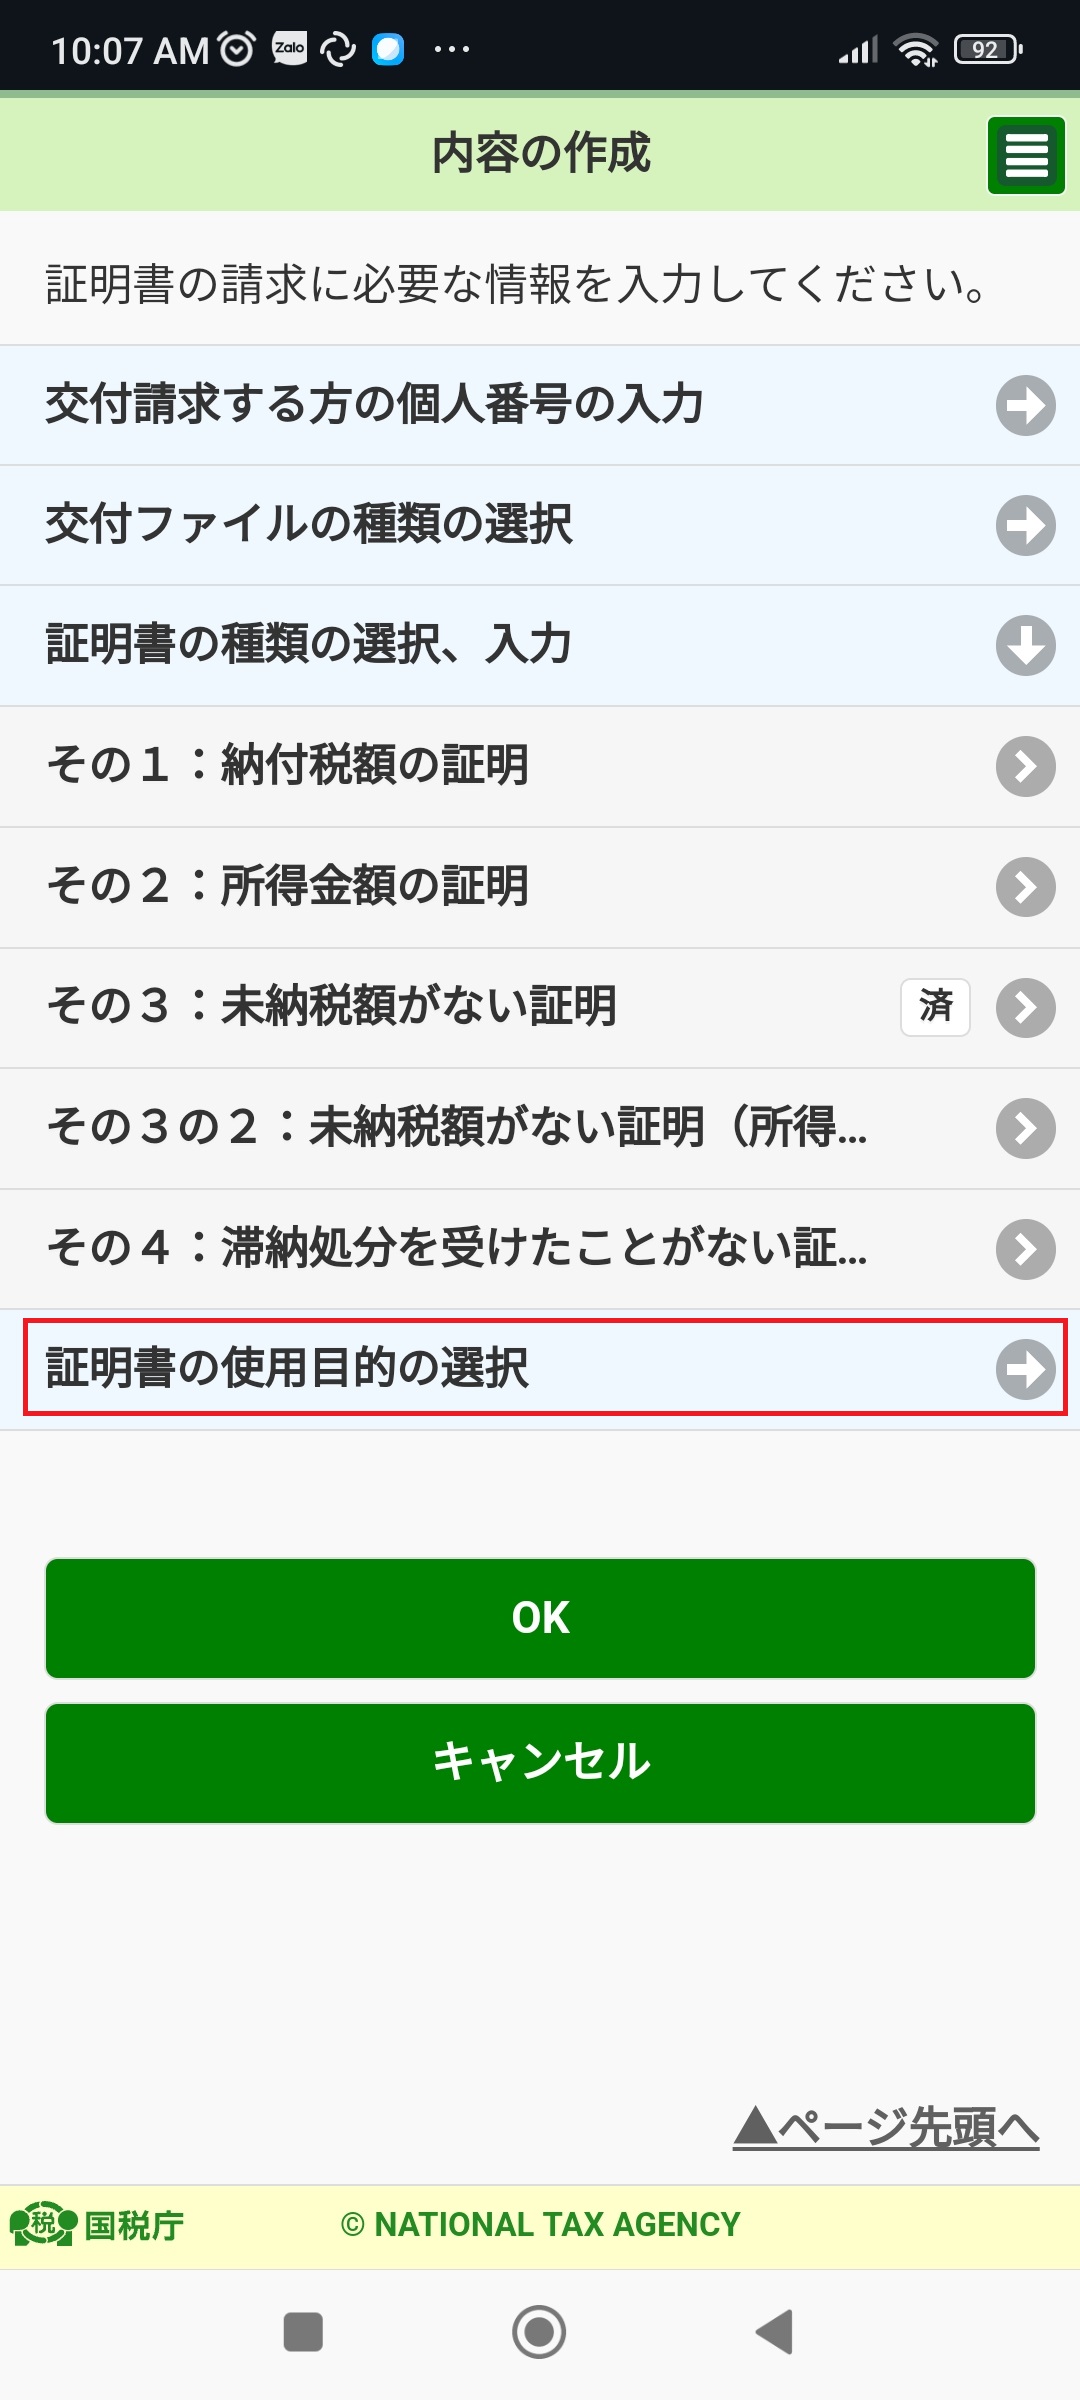 10:07 AM Zalo ... 92
内容の作成
証明書の請求に必要な情報を入力してください。
交付請求する方の個人番号の入力
交付ファイルの種類の選択
証明書の種類の選択、入力
その１：納付税額の証明
その２：所得金額の証明
その３：未納税額がない証明 済
その３の２：未納税額がない証明（所得...
その４：滞納処分を受けたことがない証...
証明書の使用目的の選択
OK
キャンセル
▲ページ先頭へ
税 国税庁 © NATIONAL TAX AGENCY